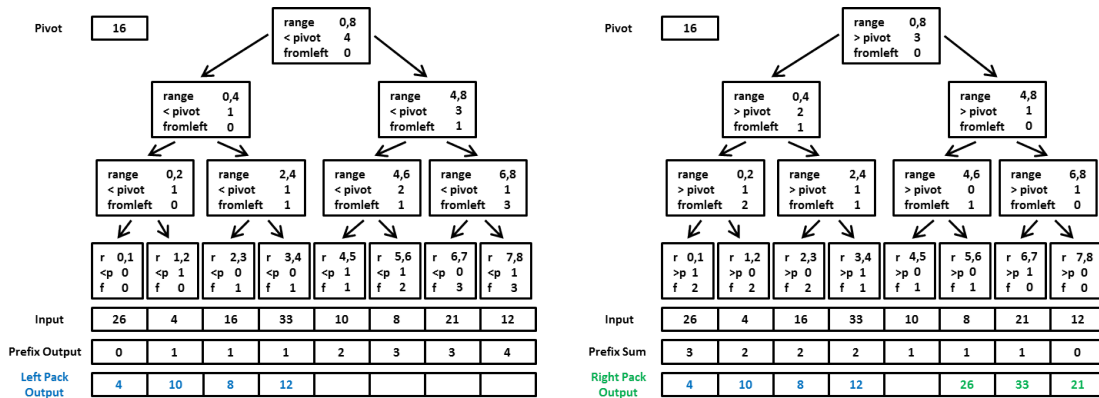 Pivot 16
range 0,8
< pivot 4
fromleft 0
range 0,4
< pivot 1
fromleft 0
range 4,8
< pivot 3
fromleft 1
range 0,2
< pivot 1
fromleft 0
range 2,4
< pivot 1
fromleft 1
range 4,6
< pivot 2
fromleft 1
range 6,8
< pivot 1
fromleft 3
r 0,1
<p 0
f 0
r 1,2
<p 1
f 0
r 2,3
<p 0
f 1
r 3,4
<p 0
f 1
r 4,5
<p 1
f 1
r 5,6
<p 1
f 2
r 6,7
<p 0
f 3
r 7,8
<p 1
f 3
Input 26 4 16 33 10 8 21 12
Prefix Output 0 1 1 1 2 3 3 4
Left Pack
Output 4 10 8 12
Pivot 16
range 0,8
> pivot 3
fromleft 0
range 0,4
> pivot 2
fromleft 1
range 4,8
> pivot 1
fromleft 0
range 0,2
> pivot 1
fromleft 2
range 2,4
> pivot 1
fromleft 1
range 4,6
> pivot 0
fromleft 1
range 6,8
> pivot 1
fromleft 0
r 0,1
>p 1
f 2
r 1,2
>p 0
f 2
r 2,3
>p 0
f 2
r 3,4
>p 1
f 1
r 4,5
>p 0
f 1
r 5,6
>p 0
f 1
r 6,7
>p 1
f 0
r 7,8
>p 0
f 0
Input 26 4 16 33 10 8 21 12
Prefix Sum 3 2 2 2 1 1 1 0
Right Pack
Output 4 10 8 12 26 33 21